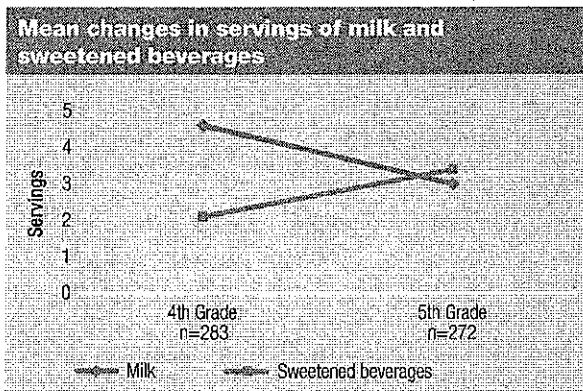 Mean changes in servings of milk and
sweetened beverages
5
4
3
2
1
0
Servings
4th Grade
n=283
5th Grade
n=272
Milk
Sweetened beverages